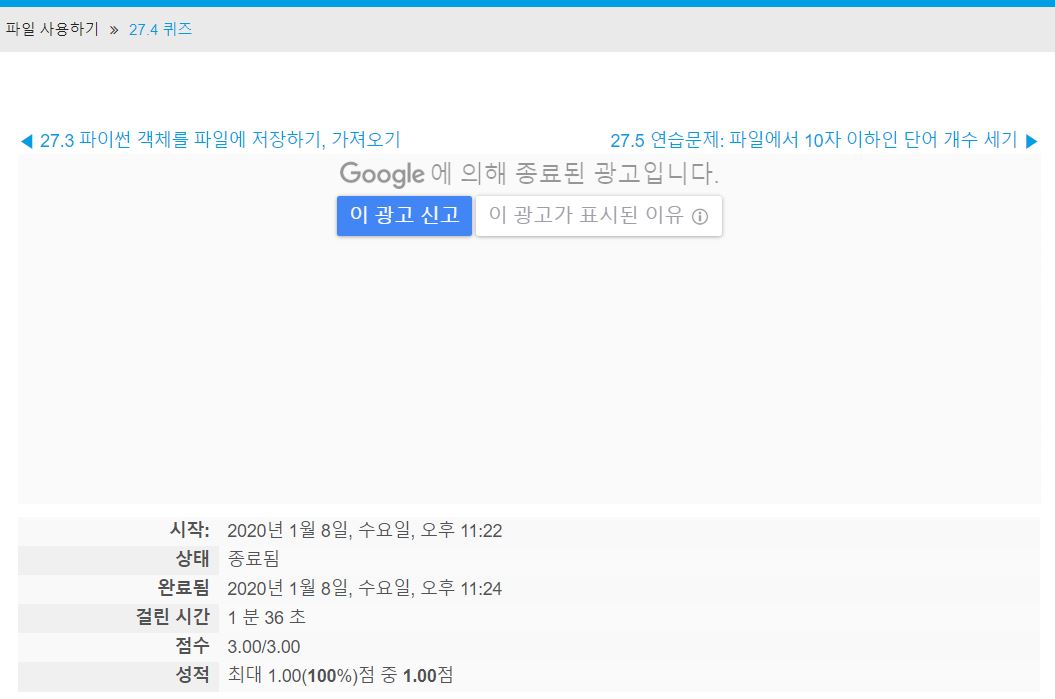 파일 사용하기 » 27.4 퀴즈
◀ 27.3 파이썬 객체를 파일에 저장하기, 가져오기 27.5 연습문제: 파일에서 10자 이하인 단어 개수 세기 ▶
Google 에 의해 종료된 광고입니다.
이 광고 신고 이 광고가 표시된 이유
시작: 2020년 1월 8일, 수요일, 오후 11:22
상태 종료됨
완료됨 2020년 1월 8일, 수요일, 오후 11:24
걸린 시간 1 분 36 초
점수 3.00/3.00
성적 최대 1.00(100%)점 중 1.00점